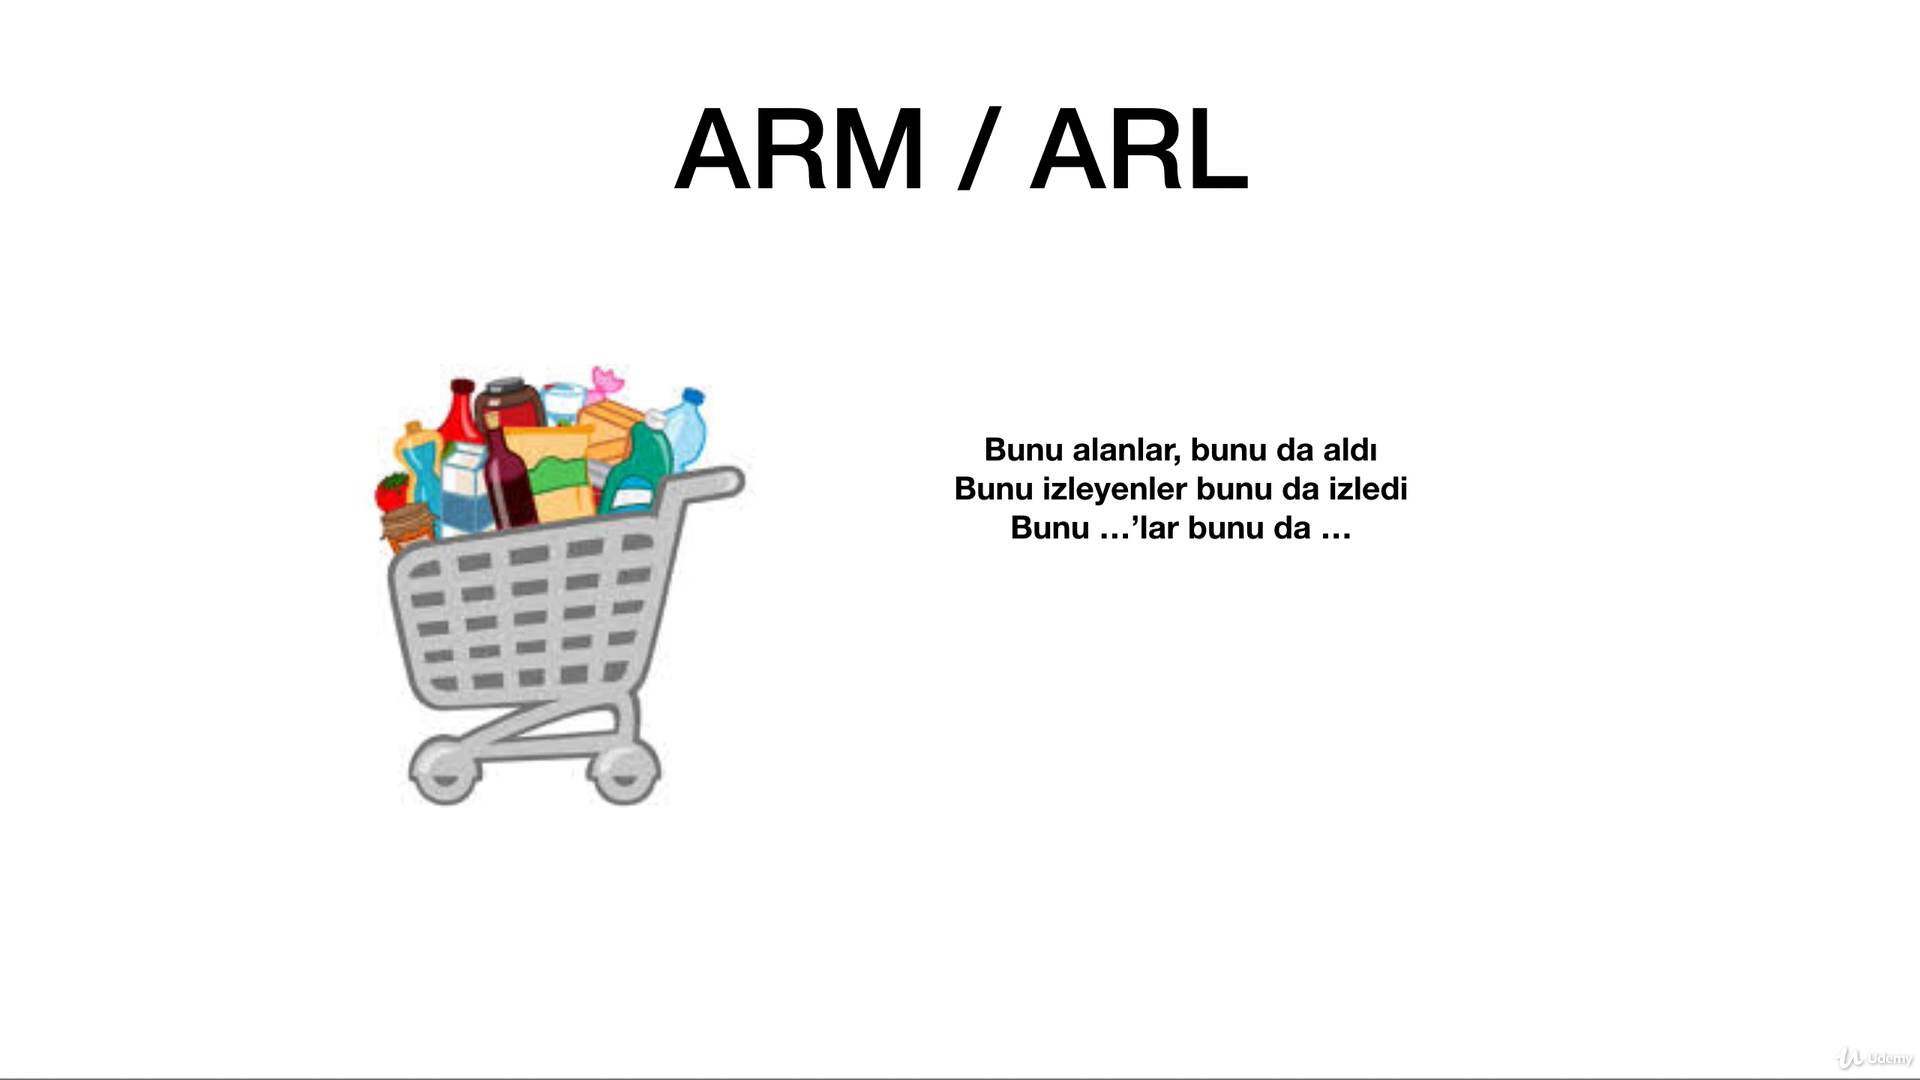 ARM / ARL
Bunu alanlar, bunu da aldı
Bunu izleyenler bunu da izledi
Bunu …’lar bunu da …
Udemy